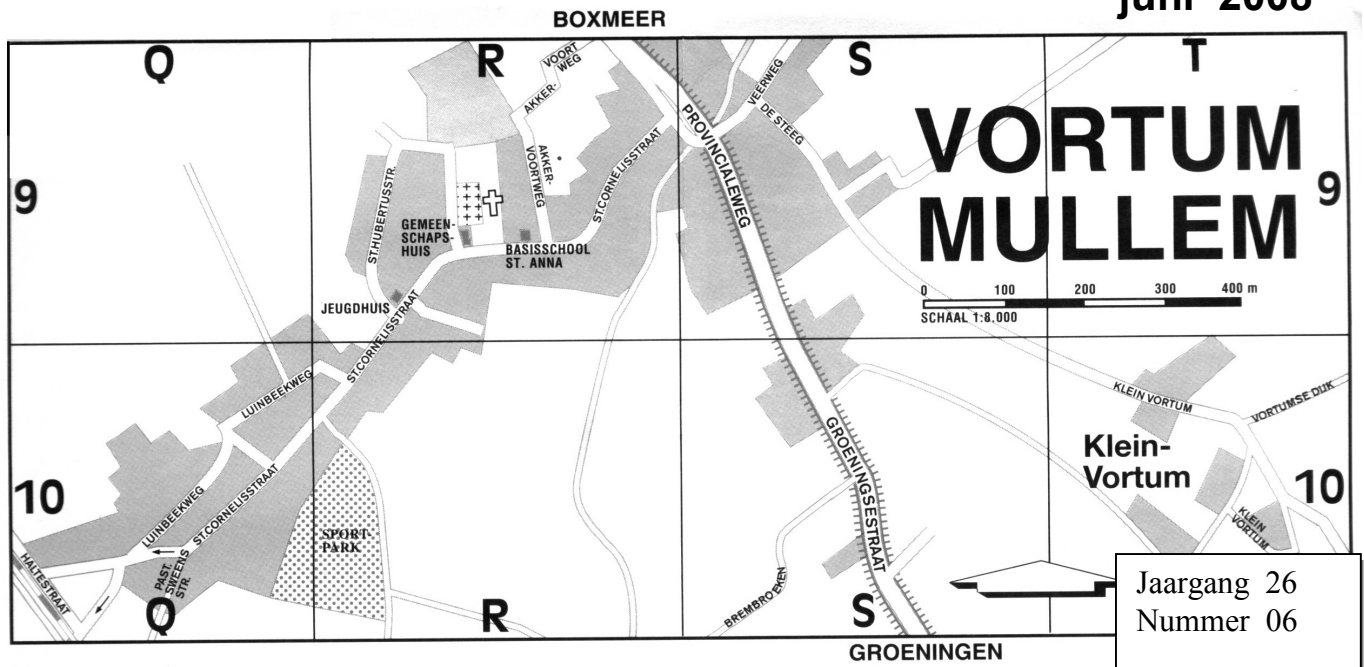 juni 2008
BOXMEER
Q
R
S
T
VOORT
WEG
AKKER-
VEERWEG
DE STEEG
PROVINCIALEWEG
VORTUM
MULLEM
9
9
ST.CORNELISSTRAAT
AKKER-
VOORTWEG
ST.HUBERTUSSTR.
GEMEEN-
SCHAPS-
HUIS
BASISSCHOOL
ST. ANNA
0 100 200 300 400 m
SCHAAL 1:8.000
JEUGDHUIS
ST.CORNELISSTRAAT
LUINBEEKWEG
KLEIN VORTUM
VORTUMSE DIJK
Klein-
Vortum
10
10
GROENINGSESTRAAT
LUINBEEKWEG
ST.CORNELISSTRAAT
KLEIN
VORTUM
SPORT-
PARK
HALTESTRAAT
PAST.
SWEENS
STR.
BREMBROEKEN
Q
R
S
Jaargang 26
Nummer 06
GROENINGEN